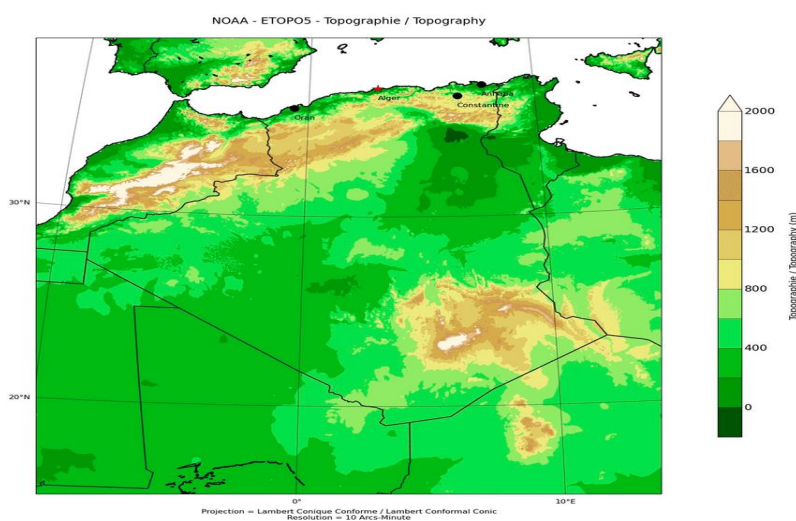 NOAA - ETOPO5 - Topographie / Topography
Alger
Annaba
Constantine
Oran
30°N
20°N
0°
10°E
2000
1600
1200
800
400
0
Topographie / Topography (m)
Projection = Lambert Conique Conforme / Lambert Conformal Conic
Resolution = 10 Arcs-Minute